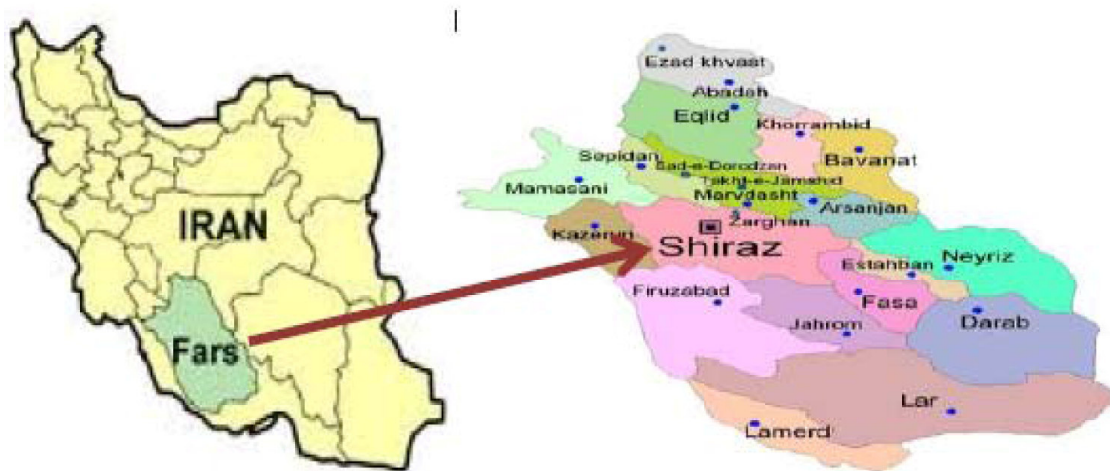 IRAN
Fars
Ezad khvast
Abadah
Eqlid
Khorrambid
Bavanat
Sepidan
Sad-e-Dorodzan
Takht-e-Jamshid
Mamasani
Marvdasht
Arsanjan
Zarghan
Kazerun
Shiraz
Neyriz
Estahban
Firuzabad
Fasa
Darab
Jahrom
Lar
Lamerd